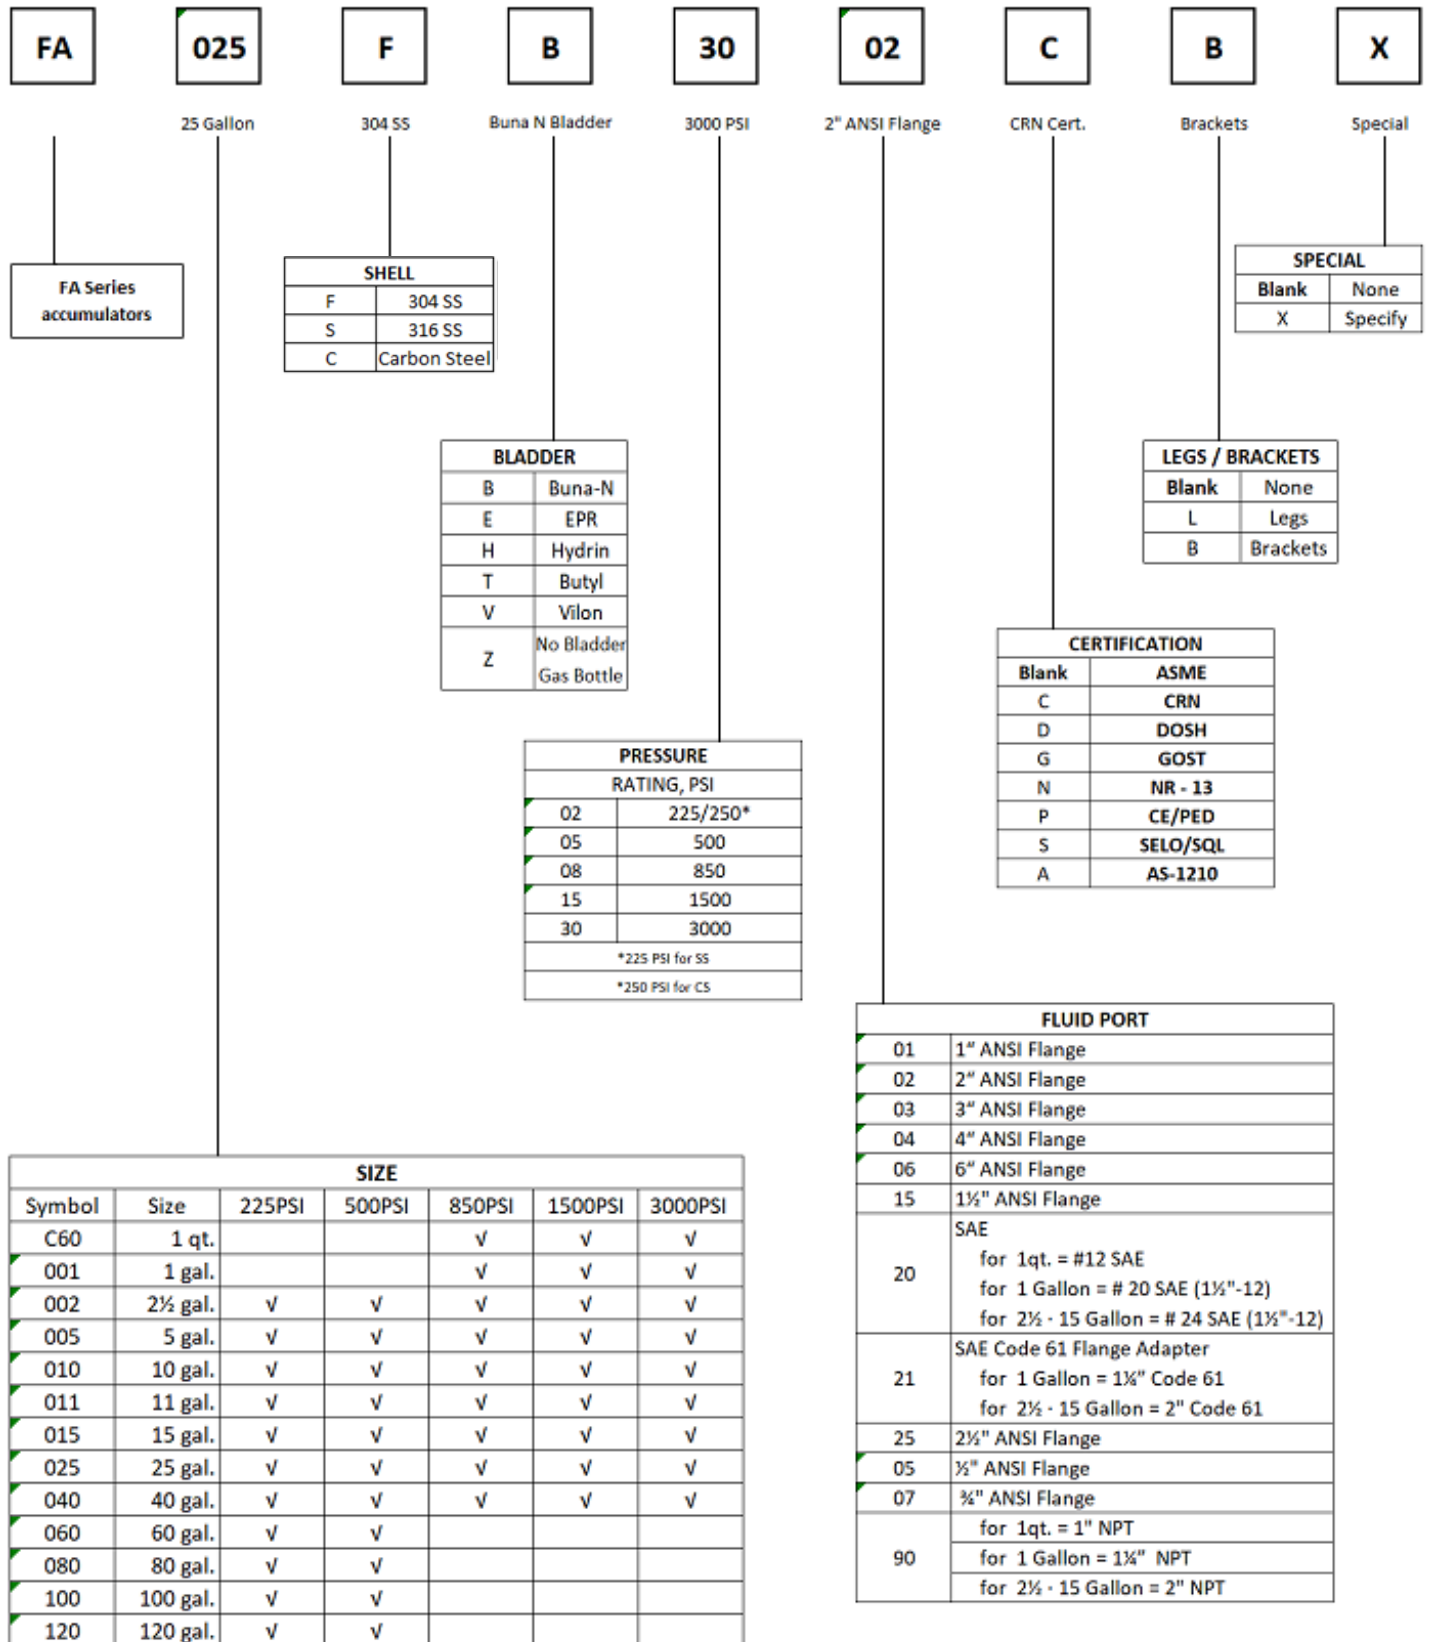 FA 025 F B 30 02 C B X
25 Gallon 304 SS Buna N Bladder 3000 PSI 2" ANSI Flange CRN Cert. Brackets Special
FA Series
accumulators
SHELL
F 304 SS
S 316 SS
C Carbon Steel
SPECIAL
Blank None
X Specify
BLADDER
B Buna-N
E EPR
H Hydrin
T Butyl
V Vilon
Z No Bladder
Gas Bottle
LEGS / BRACKETS
Blank None
L Legs
B Brackets
CERTIFICATION
Blank ASME
C CRN
D DOSH
G GOST
N NR - 13
P CE/PED
S SELO/SQL
A AS-1210
PRESSURE
RATING, PSI
02 225/250*
05 500
08 850
15 1500
30 3000
*225 PSI for SS
*250 PSI for CS
FLUID PORT
01 1" ANSI Flange
02 2" ANSI Flange
03 3" ANSI Flange
04 4" ANSI Flange
06 6" ANSI Flange
15 1½" ANSI Flange
20 SAE
for 1qt. = #12 SAE
for 1 Gallon = # 20 SAE (1½"-12)
for 2½ - 15 Gallon = # 24 SAE (1½"-12)
21 SAE Code 61 Flange Adapter
for 1 Gallon = 1¼" Code 61
for 2½ - 15 Gallon = 2" Code 61
25 2½" ANSI Flange
05 ½" ANSI Flange
07 ¾" ANSI Flange
90 for 1qt. = 1" NPT
for 1 Gallon = 1¼" NPT
for 2½ - 15 Gallon = 2" NPT
SIZE
Symbol Size 225PSI 500PSI 850PSI 1500PSI 3000PSI
C60 1 qt. √ √ √
001 1 gal. √ √ √
002 2½ gal. √ √ √ √ √
005 5 gal. √ √ √ √ √
010 10 gal. √ √ √ √ √
011 11 gal. √ √ √ √ √
015 15 gal. √ √ √ √ √
025 25 gal. √ √ √ √ √
040 40 gal. √ √ √ √ √
060 60 gal. √ √
080 80 gal. √ √
100 100 gal. √ √
120 120 gal. √ √